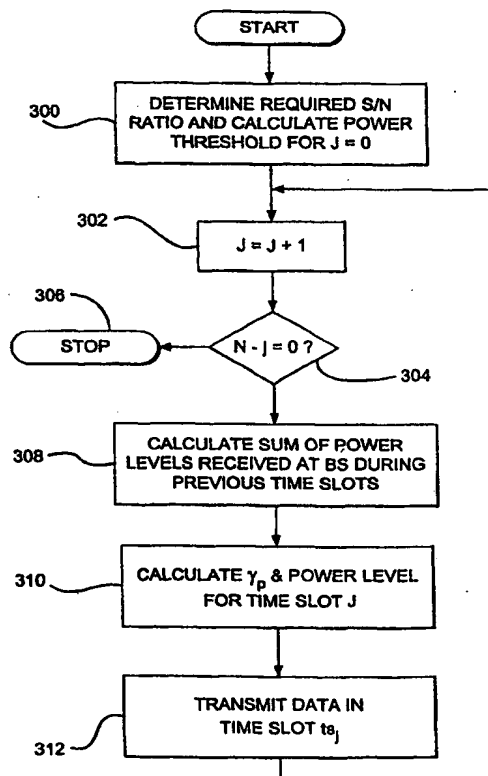 START
300
DETERMINE REQUIRED S/N
RATIO AND CALCULATE POWER
THRESHOLD FOR J = 0
302
J = J + 1
306
STOP
N - j = 0 ?
304
308
CALCULATE SUM OF POWER
LEVELS RECEIVED AT BS DURING
PREVIOUS TIME SLOTS
310
CALCULATE γp & POWER LEVEL
FOR TIME SLOT J
TRANSMIT DATA IN
TIME SLOT tsj
312